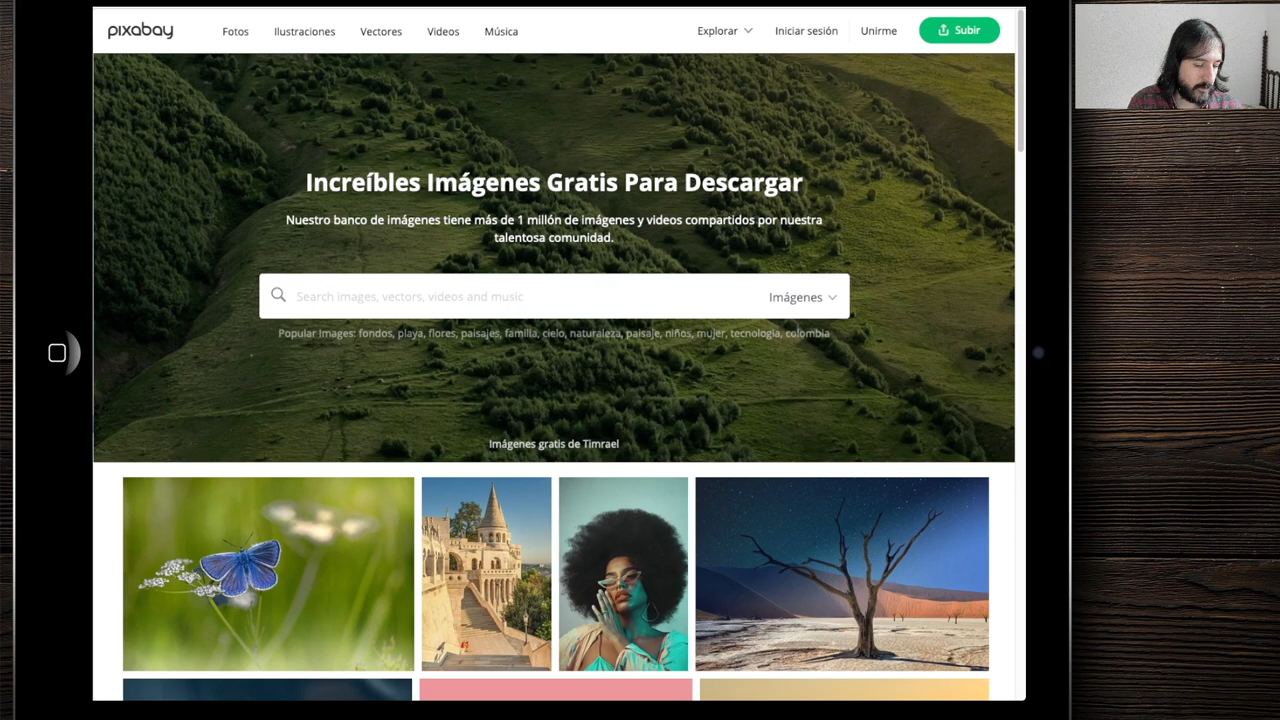 pixabay Fotos Ilustraciones Vectores Videos Música Explorar Iniciar sesión Unirme Subir
Increíbles Imágenes Gratis Para Descargar
Nuestro banco de imágenes tiene más de 1 millón de imágenes y videos compartidos por nuestra
talentosa comunidad.
Search images, vectors, videos and music Imágenes
Popular Images: fondos, playa, flores, paisajes, familia, cielo, naturaleza, paisaje, niños, mujer, tecnologia, colombia
Imágenes gratis de Timrael